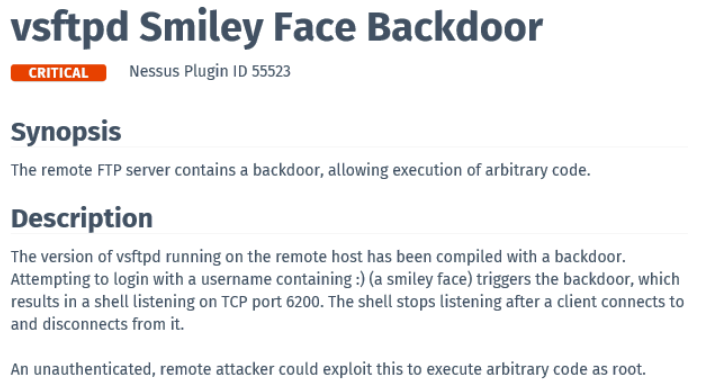 vsftpd Smiley Face Backdoor
CRITICAL Nessus Plugin ID 55523
Synopsis
The remote FTP server contains a backdoor, allowing execution of arbitrary code.
Description
The version of vsftpd running on the remote host has been compiled with a backdoor.
Attempting to login with a username containing :) (a smiley face) triggers the backdoor, which
results in a shell listening on TCP port 6200. The shell stops listening after a client connects to
and disconnects from it.
An unauthenticated, remote attacker could exploit this to execute arbitrary code as root.